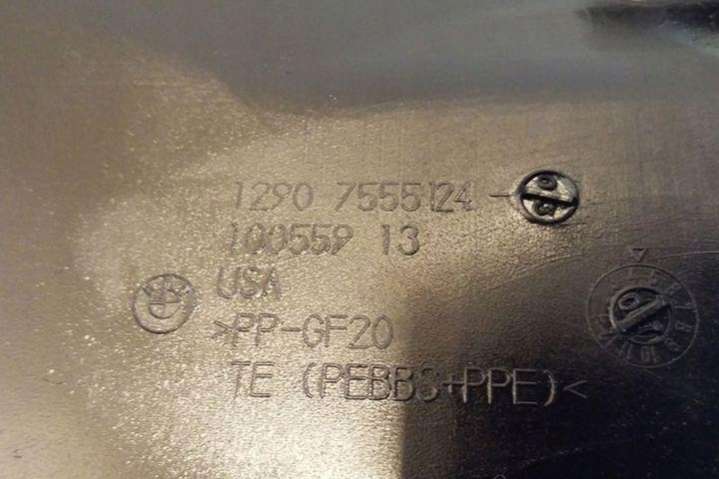 1290 7555124-
100559 13
USA
>PP-GF20
TE (PEBBS+PPE)<